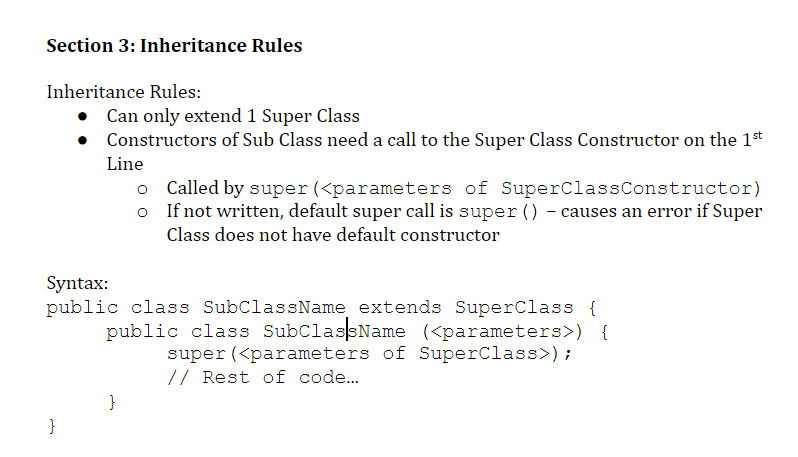 Section 3: Inheritance Rules
Inheritance Rules:
● Can only extend 1 Super Class
● Constructors of Sub Class need a call to the Super Class Constructor on the 1st
Line
o Called by super(<parameters of SuperClassConstructor)
o If not written, default super call is super() – causes an error if Super
Class does not have default constructor
Syntax:
public class SubClassName extends SuperClass {
public class SubClassName (<parameters>) {
super(<parameters of SuperClass>);
// Rest of code…
}
}